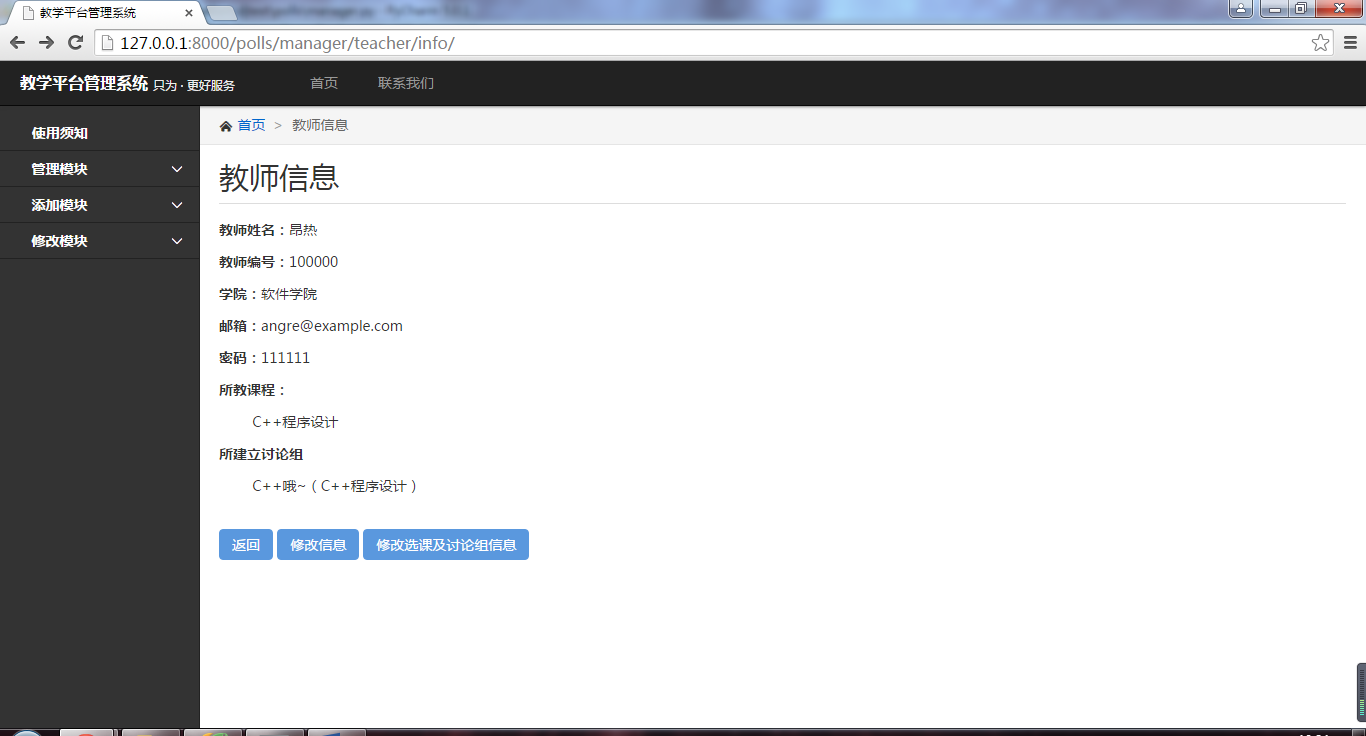 教学平台管理系统
127.0.0.1:8000/polls/manager/teacher/info/
教学平台管理系统 只为 · 更好服务 首页 联系我们
使用须知
管理模块
添加模块
修改模块
首页 > 教师信息
教师信息
教师姓名：昂热
教师编号：100000
学院：软件学院
邮箱：angre@example.com
密码：111111
所教课程：
C++程序设计
所建立讨论组
C++哦~（C++程序设计）
返回 修改信息 修改选课及讨论组信息